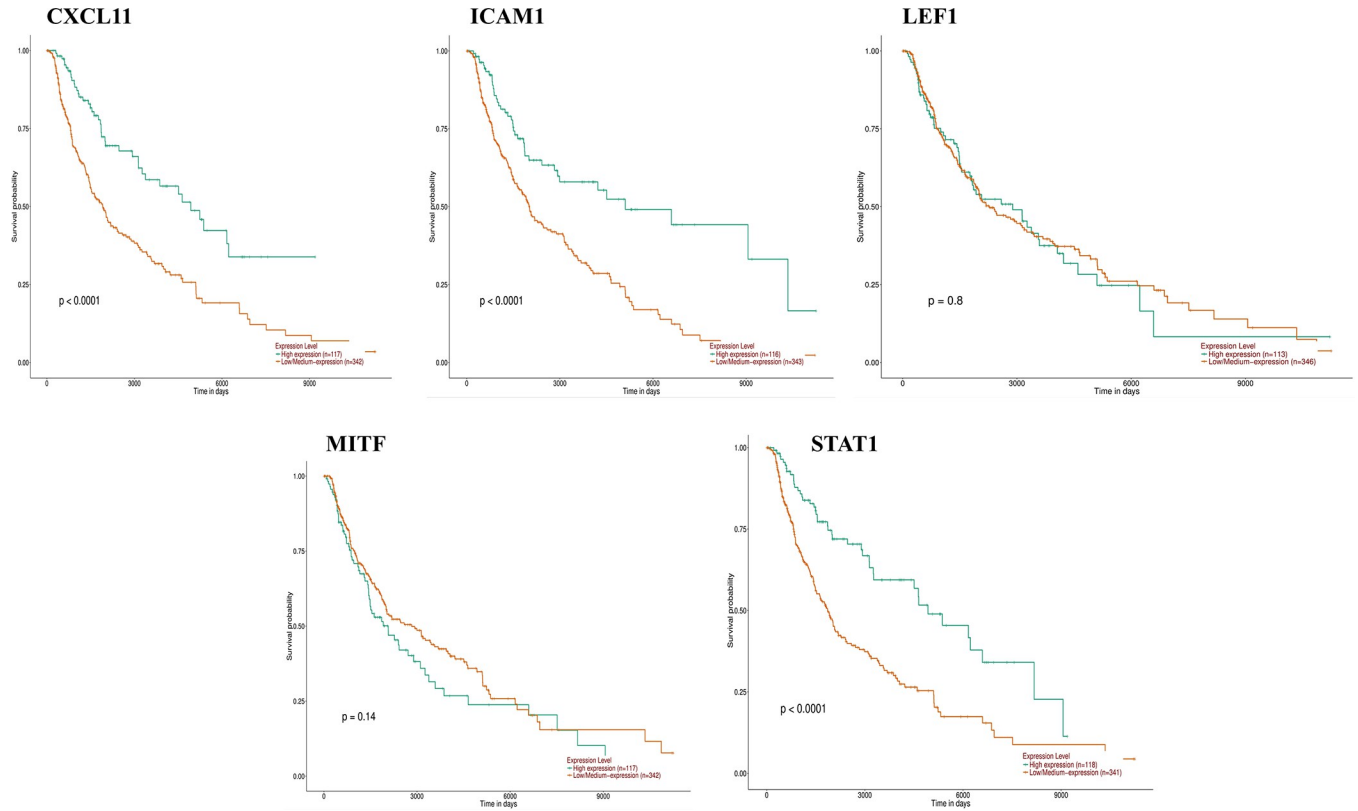 CXCL11
1.00
0.75
0.50
0.25
0.00
Survival probability
p < 0.0001
Expression Level
High expression (n=117)
Low/Medium-expression (n=342)
0
3000
6000
9000
Time in days
ICAM1
1.00
0.75
0.50
0.25
0.00
Survival probability
p < 0.0001
Expression Level
High expression (n=116)
Low/Medium-expression (n=343)
0
3000
6000
9000
Time in days
LEF1
1.00
0.75
0.50
0.25
0.00
Survival probability
p = 0.8
Expression Level
High expression (n=113)
Low/Medium-expression (n=346)
0
3000
6000
9000
Time in days
MITF
1.00
0.75
0.50
0.25
0.00
Survival probability
p = 0.14
Expression Level
High expression (n=117)
Low/Medium-expression (n=342)
0
3000
6000
9000
Time in days
STAT1
1.00
0.75
0.50
0.25
0.00
Survival probability
p < 0.0001
Expression Level
High expression (n=118)
Low/Medium-expression (n=341)
0
3000
6000
9000
Time in days